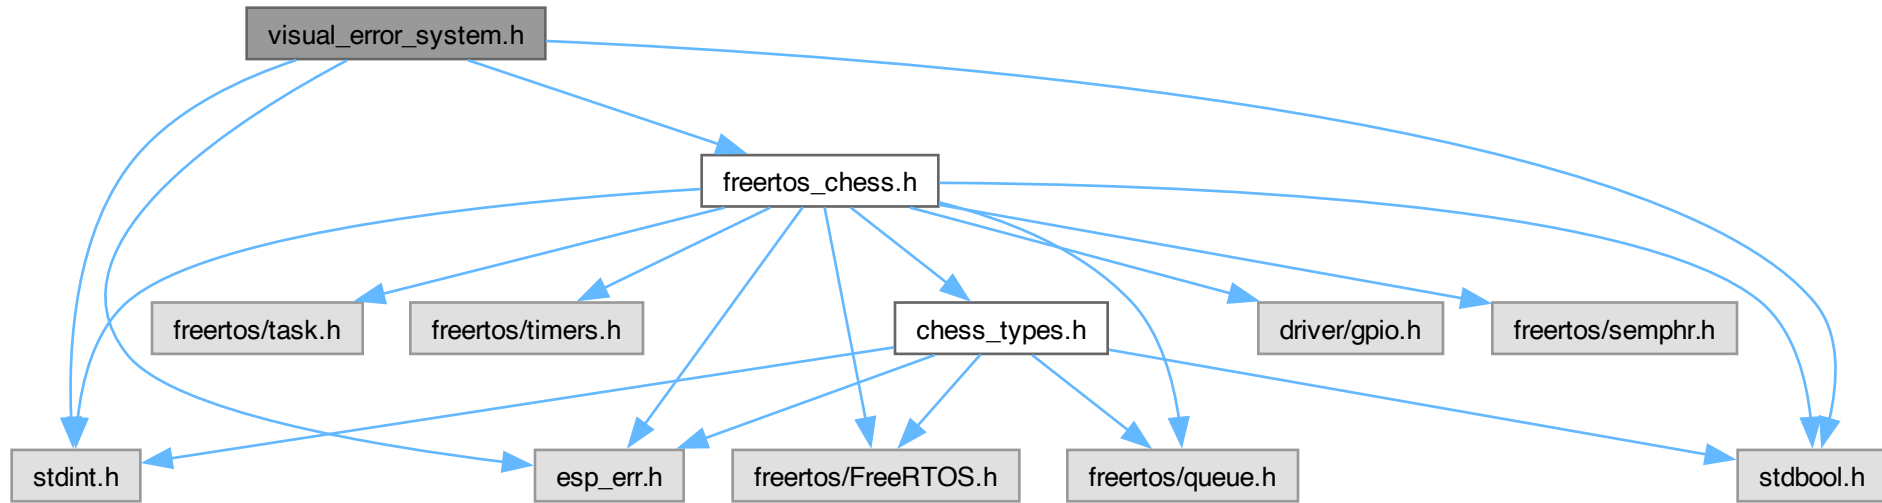 visual_error_system.h
freertos_chess.h
freertos/task.h
freertos/timers.h
chess_types.h
driver/gpio.h
freertos/semphr.h
stdint.h
esp_err.h
freertos/FreeRTOS.h
freertos/queue.h
stdbool.h